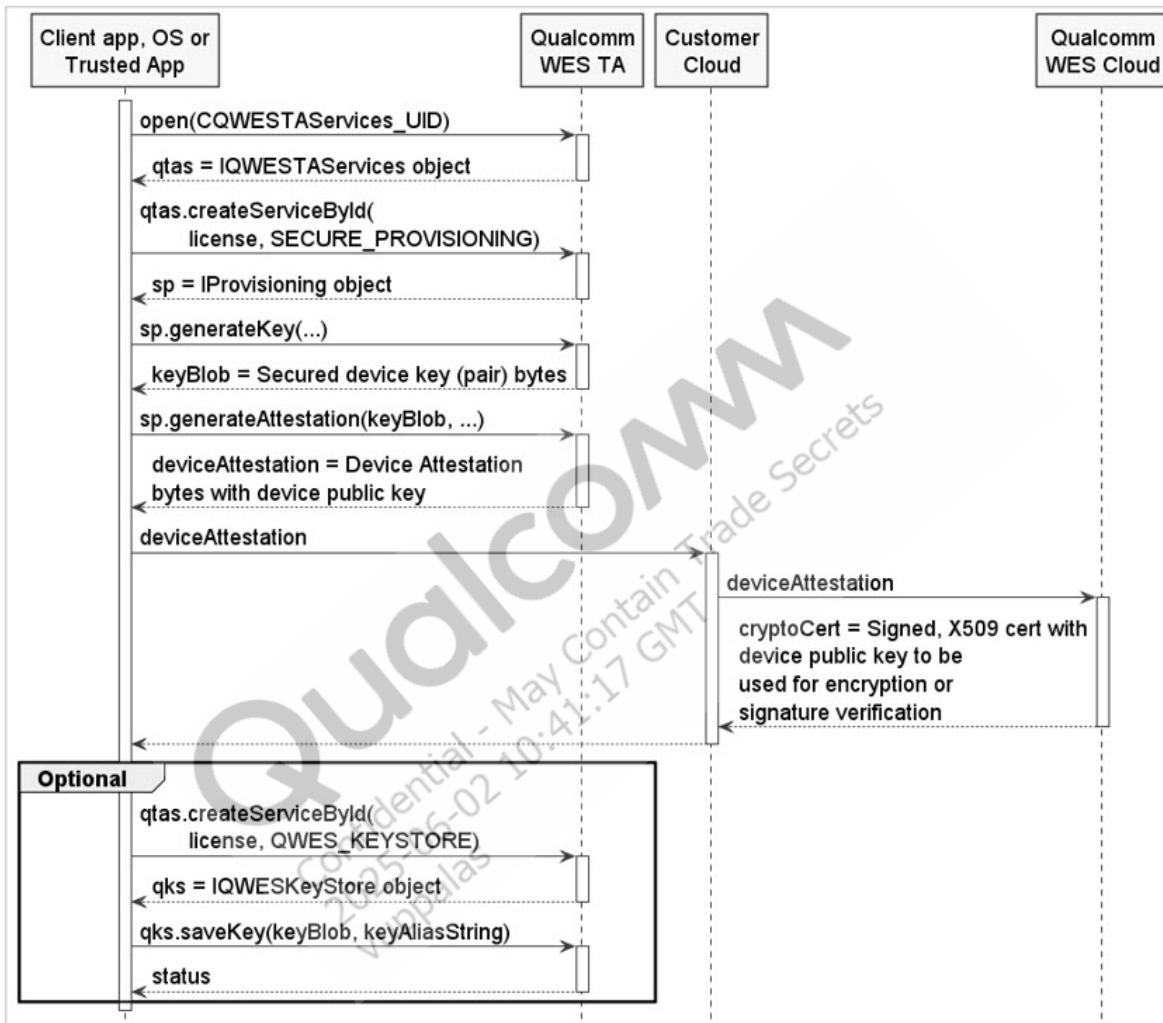 Client app, OS or
Trusted App
Qualcomm
WES TA
Customer
Cloud
Qualcomm
WES Cloud
open(CQWESTAServices_UID)
qtas = IQWESTAServices object
qtas.createServiceById(
license, SECURE_PROVISIONING)
sp = IProvisioning object
sp.generateKey(...)
keyBlob = Secured device key (pair) bytes
sp.generateAttestation(keyBlob, ...)
deviceAttestation = Device Attestation
bytes with device public key
deviceAttestation
deviceAttestation
cryptoCert = Signed, X509 cert with
device public key to be
used for encryption or
signature verification
Optional
qtas.createServiceById(
license, QWES_KEYSTORE)
qks = IQWESKeyStore object
qks.saveKey(keyBlob, keyAliasString)
status
Qualcomm
Confidential - May Contain Trade Secrets
2025-06-02 10:41:17 GMT
vuppalas